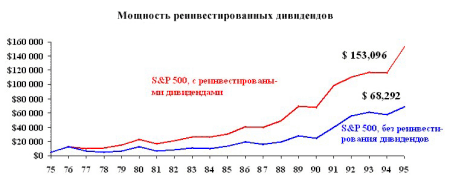 Мощность реинвестированных дивидендов
$160 000
$140 000
$120 000
$100 000
$80 000
$60 000
$40 000
$20 000
$0
$ 153,096
S&P 500, с реинвестированы-
ми дивидендами
$ 68,292
S&P 500, без реинвести-
рования дивидендов
75 76 77 78 79 80 81 82 83 84 85 86 87 88 89 90 91 92 93 94 95